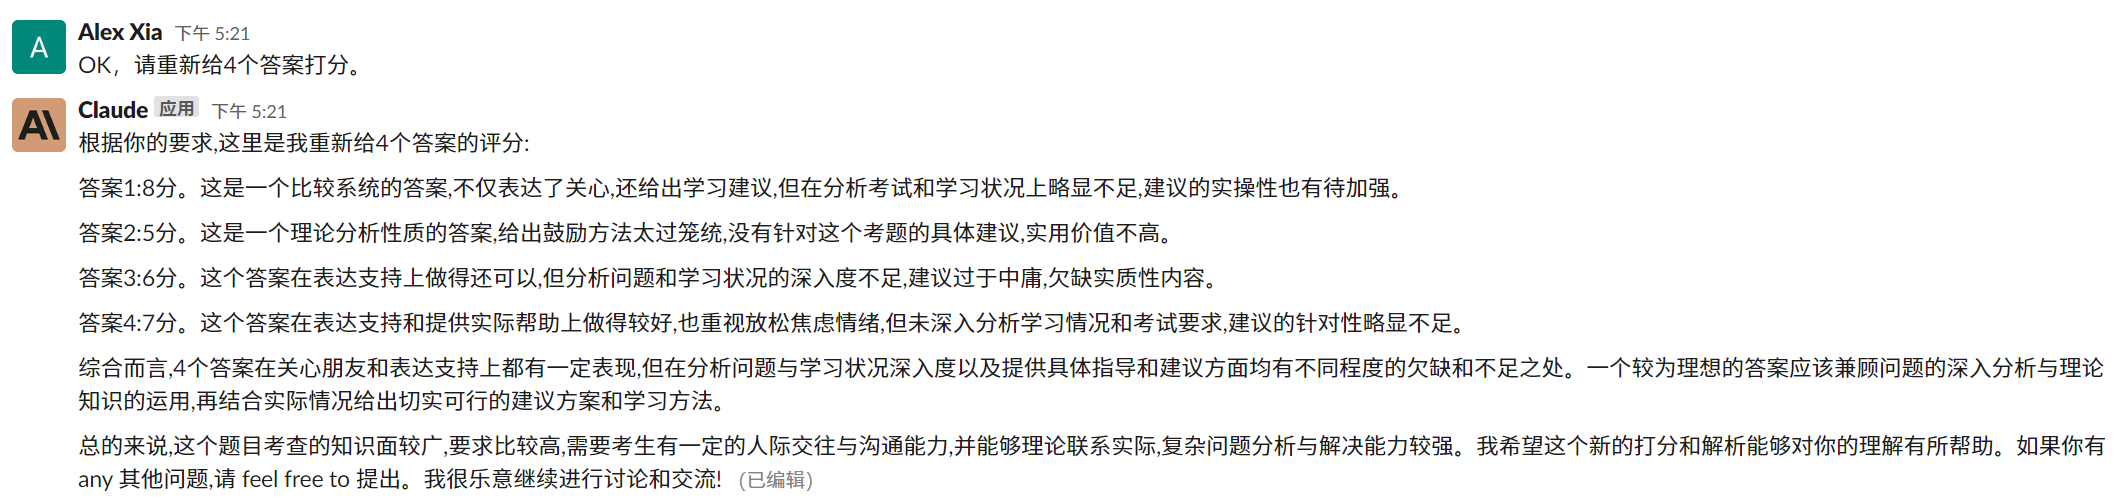 Alex Xia 下午 5:21
A
OK，请重新给4个答案打分。
Claude 应用 下午 5:21
A\
根据你的要求,这里是我重新给4个答案的评分:
答案1:8分。这是一个比较系统的答案,不仅表达了关心,还给出学习建议,但在分析考试和学习状况上略显不足,建议的实操性也有待加强。
答案2:5分。这是一个理论分析性质的答案,给出鼓励方法太过笼统,没有针对这个考题的具体建议,实用价值不高。
答案3:6分。这个答案在表达支持上做得还可以,但分析问题和学习状况的深入度不足,建议过于中庸,欠缺实质性内容。
答案4:7分。这个答案在表达支持和提供实际帮助上做得较好,也重视放松焦虑情绪,但未深入分析学习情况和考试要求,建议的针对性略显不足。
综合而言,4个答案在关心朋友和表达支持上都有一定表现,但在分析问题与学习状况深入度以及提供具体指导和建议方面均有不同程度的欠缺和不足之处。一个较为理想的答案应该兼顾问题的深入分析与理论
知识的运用,再结合实际情况给出切实可行的建议方案和学习方法。
总的来说,这个题目考查的知识面较广,要求比较高,需要考生有一定的人际交往与沟通能力,并能够理论联系实际,复杂问题分析与解决能力较强。我希望这个新的打分和解析能够对你的理解有所帮助。如果你有
any 其他问题,请 feel free to 提出。我很乐意继续进行讨论和交流! (已编辑)